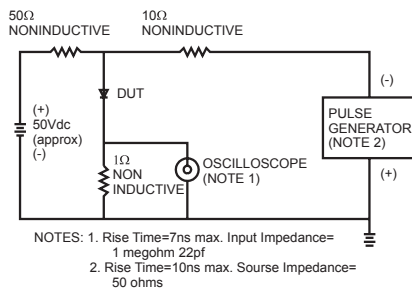 50Ω
NONINDUCTIVE
10Ω
NONINDUCTIVE
DUT
(+)
50Vdc
(approx)
(-)
1Ω
NON
INDUCTIVE
OSCILLOSCOPE
(NOTE 1)
(-)
PULSE
GENERATOR
(NOTE 2)
(+)
NOTES: 1. Rise Time=7ns max. Input Impedance=
1 megohm 22pf
2. Rise Time=10ns max. Sourse Impedance=
50 ohms